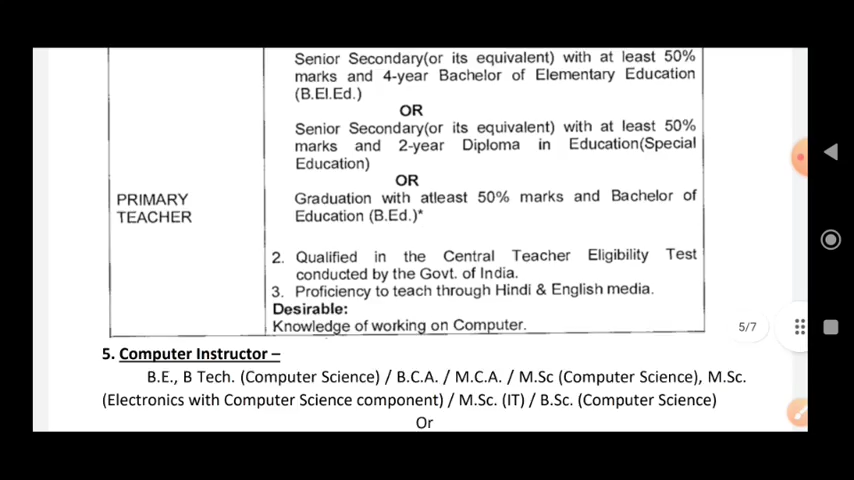 Senior Secondary(or its equivalent) with at least 50%
marks and 4-year Bachelor of Elementary Education
(B.El.Ed.)
OR
Senior Secondary(or its equivalent) with at least 50%
marks and 2-year Diploma in Education(Special
Education)
OR
Graduation with atleast 50% marks and Bachelor of
Education (B.Ed.)*
PRIMARY
TEACHER
2. Qualified in the Central Teacher Eligibility Test
conducted by the Govt. of India.
3. Proficiency to teach through Hindi & English media.
Desirable:
Knowledge of working on Computer.
5/7
5. Computer Instructor –
B.E., B Tech. (Computer Science) / B.C.A. / M.C.A. / M.Sc (Computer Science), M.Sc.
(Electronics with Computer Science component) / M.Sc. (IT) / B.Sc. (Computer Science)
Or